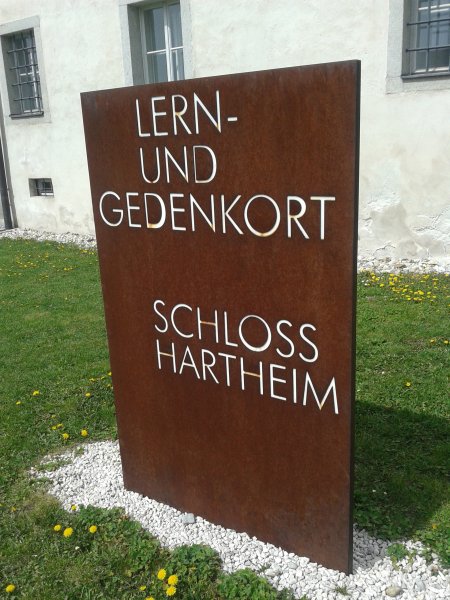 LERN-
UND
GEDENKORT
SCHLOSS
HARTHEIM